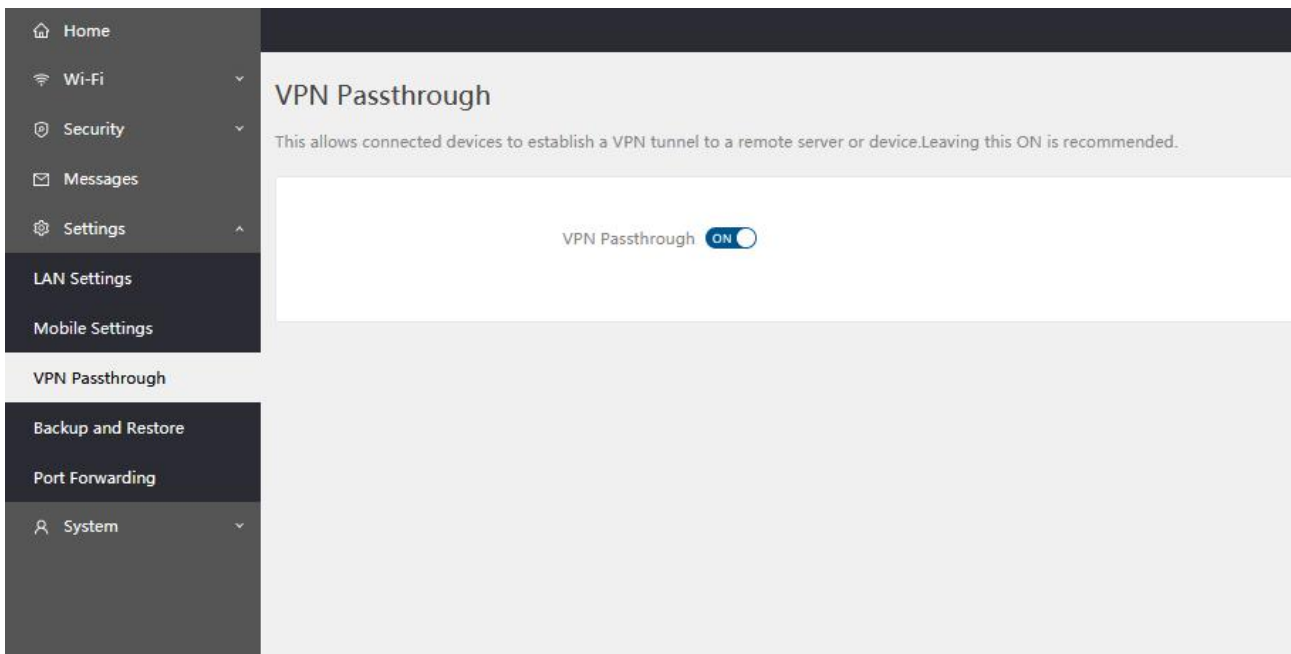 Home
Wi-Fi
Security
Messages
Settings
LAN Settings
Mobile Settings
VPN Passthrough
Backup and Restore
Port Forwarding
System
VPN Passthrough
This allows connected devices to establish a VPN tunnel to a remote server or device.Leaving this ON is recommended.
VPN Passthrough ON